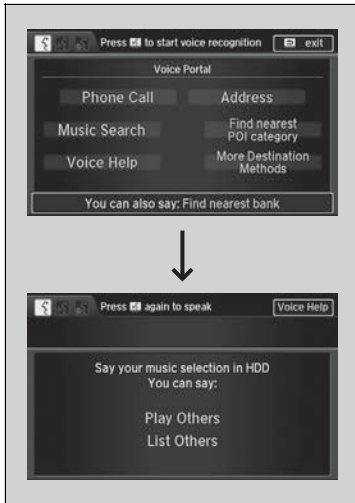 Press to start voice recognition
exit
Voice Portal
Phone Call
Address
Music Search
Find nearest
POI category
Voice Help
More Destination
Methods
You can also say: Find nearest bank
Press again to speak
Voice Help
Say your music selection in HDD
You can say:
Play Others
List Others